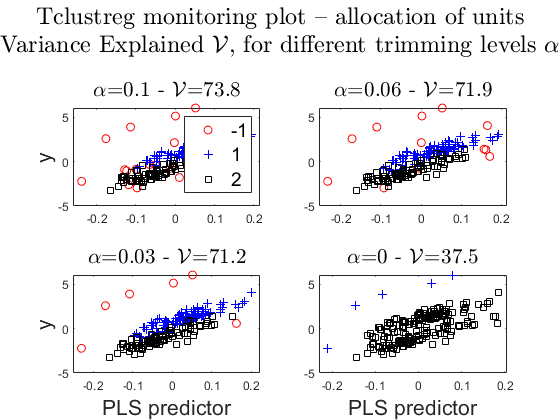 Tclustreg monitoring plot – allocation of units
Variance Explained 𝒱, for different trimming levels α
α=0.1 - 𝒱=73.8
α=0.06 - 𝒱=71.9
y
5
0
-5
-0.2 -0.1 0 0.1 0.2
-1
1
2
5
0
-5
-0.2 -0.1 0 0.1 0.2
α=0.03 - 𝒱=71.2
α=0 - 𝒱=37.5
y
5
0
-5
-0.2 -0.1 0 0.1 0.2
PLS predictor
5
0
-5
-0.2 -0.1 0 0.1 0.2
PLS predictor